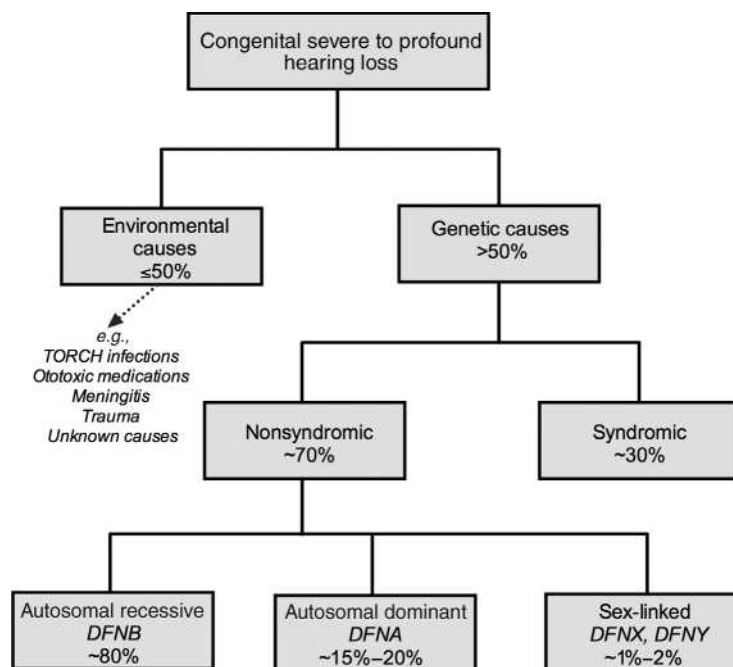 Congenital severe to profound
hearing loss
Environmental
causes
≤50%
Genetic causes
>50%
e.g.,
TORCH infections
Ototoxic medications
Meningitis
Trauma
Unknown causes
Nonsyndromic
~70%
Syndromic
~30%
Autosomal recessive
DFNB
~80%
Autosomal dominant
DFNA
~15%–20%
Sex-linked
DFNX, DFNY
~1%–2%